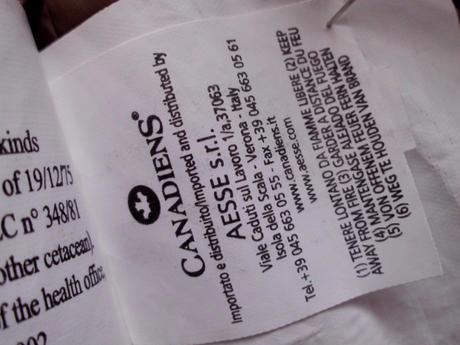 kinds
of 19/12/75
C n° 348/81
other cetacean),
of the health office,
CANADIENS®
Importato e distribuito/Imported and distributed by
AESSE s.r.l.
Viale Caduti sul Lavoro 1/a,37063
Isola della Scala - Verona - Italy
Tel.+39 045 663 05 55 - Fax +39 045 663 05 61
www.canadiens.it
www.aesse.com
(1) TENERE LONTANO DA FIAMME LIBERE (2) KEEP
AWAY FROM FIRE (3) GARDER A DISTANCE DU FEU
(4) MANTENGASE ALEJADO DEL FUEGO
(5) VON OFFENEM FEUER FERN HALTEN
(6) WEG TE HOUDEN VAN BRAND